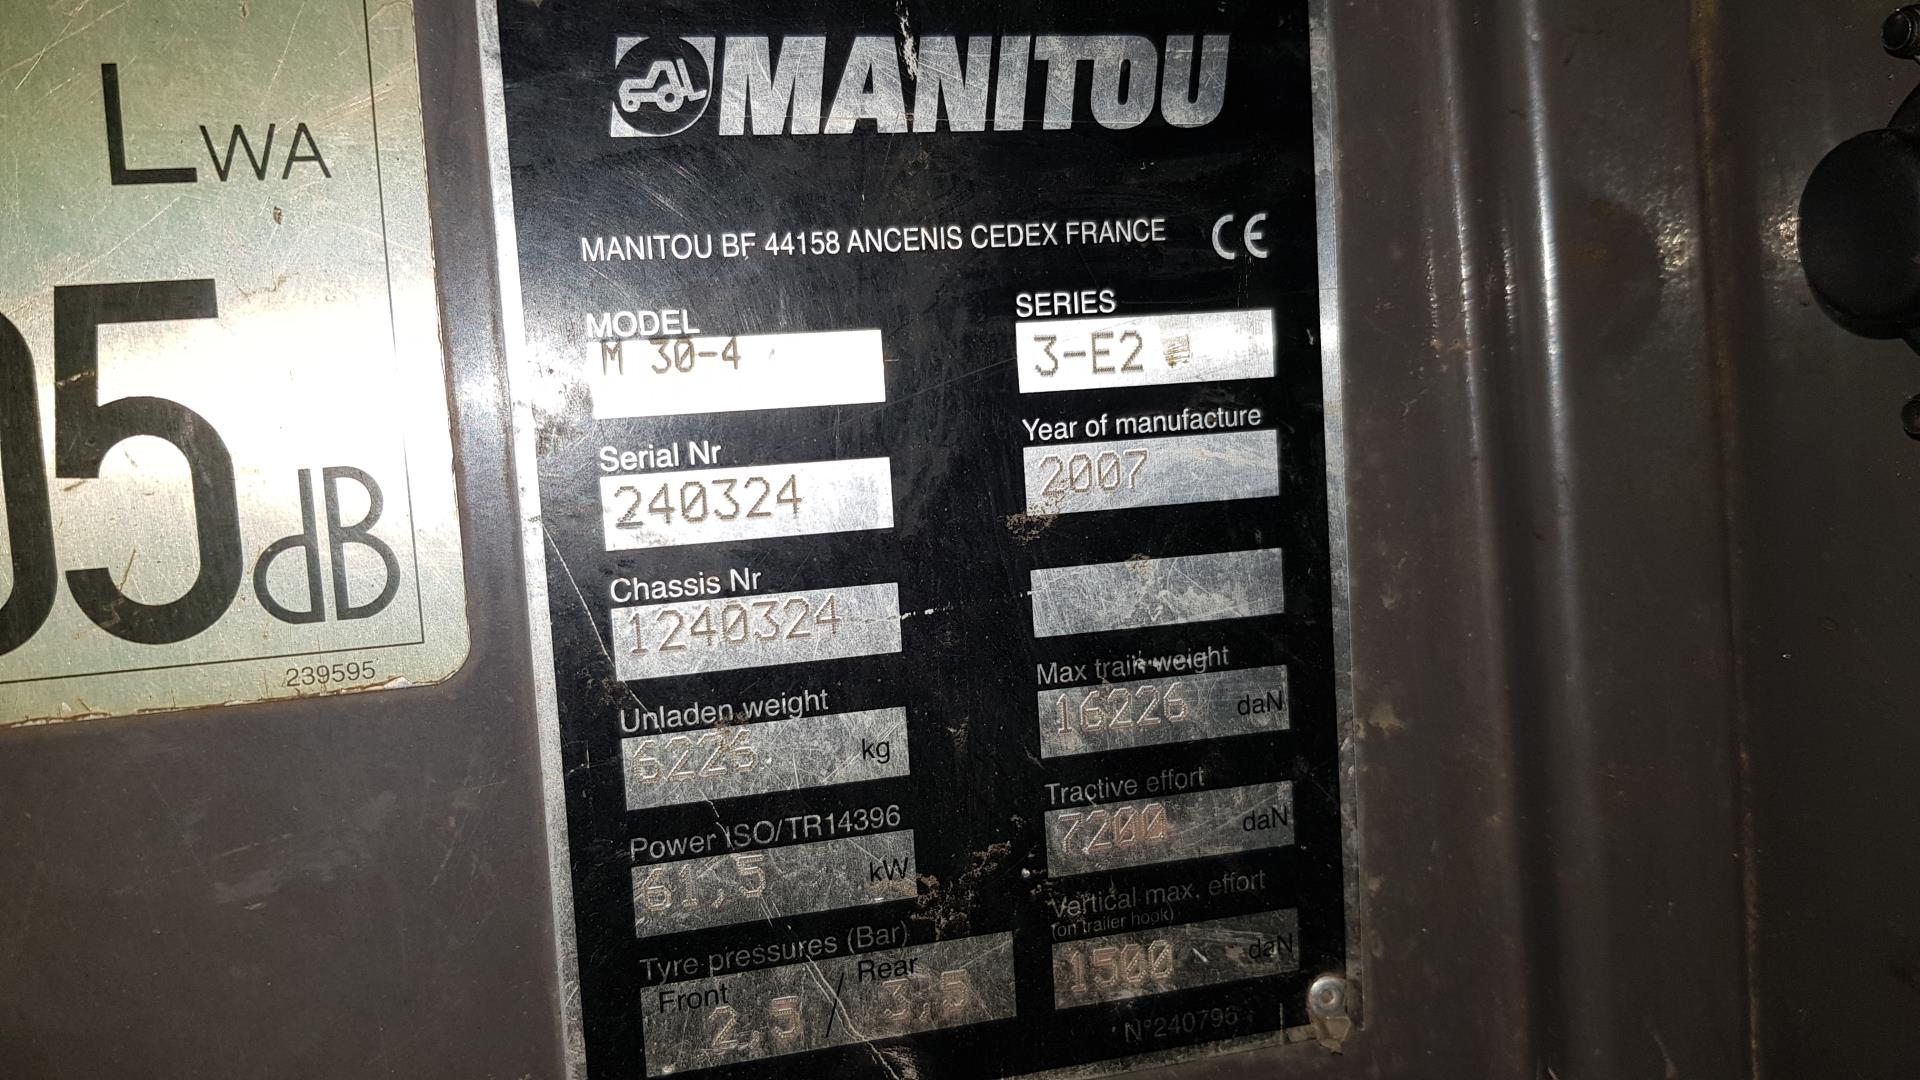 LWA
05 dB
239595
MANITOU
MANITOU BF 44158 ANCENIS CEDEX FRANCE CE
MODEL
M 30-4
SERIES
3-E2
Serial Nr
240324
Year of manufacture
2007
Chassis Nr
1240324
Unladen weight
6226 kg
Max train weight
16226 daN
Power ISO/TR14396
61,5 kW
Tractive effort
7200 daN
Tyre pressures (Bar)
Front 2,5 / Rear 3,5
Vertical max. effort
(on trailer hook)
1500 daN
N°240796